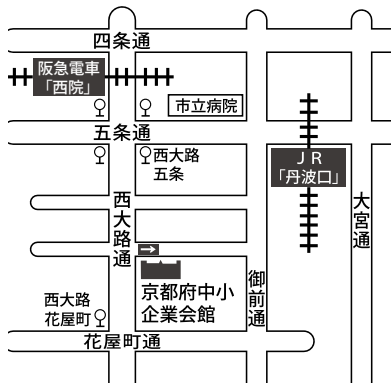 四条通
阪急電車
「西院」
市立病院
五条通
西大路
五条
JR
「丹波口」
西大路通
大宮通
御前通
京都府中小
企業会館
西大路
花屋町
花屋町通